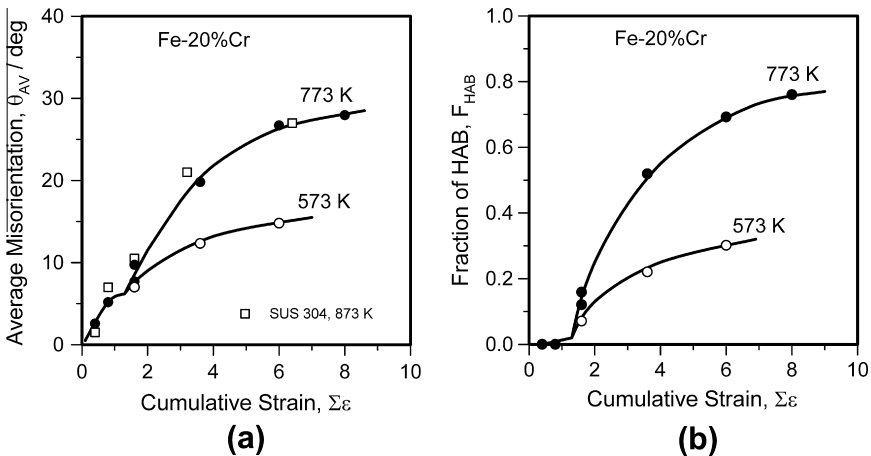 Fe-20%Cr
773 K
573 K
SUS 304, 873 K
Average Misorientation, θAV / deg
40
30
20
10
0
0
2
4
6
8
10
Cumulative Strain, Σε
(a)
Fe-20%Cr
773 K
573 K
Fraction of HAB, FHAB
1.0
0.8
0.6
0.4
0.2
0.0
0
2
4
6
8
10
Cumulative Strain, Σε
(b)